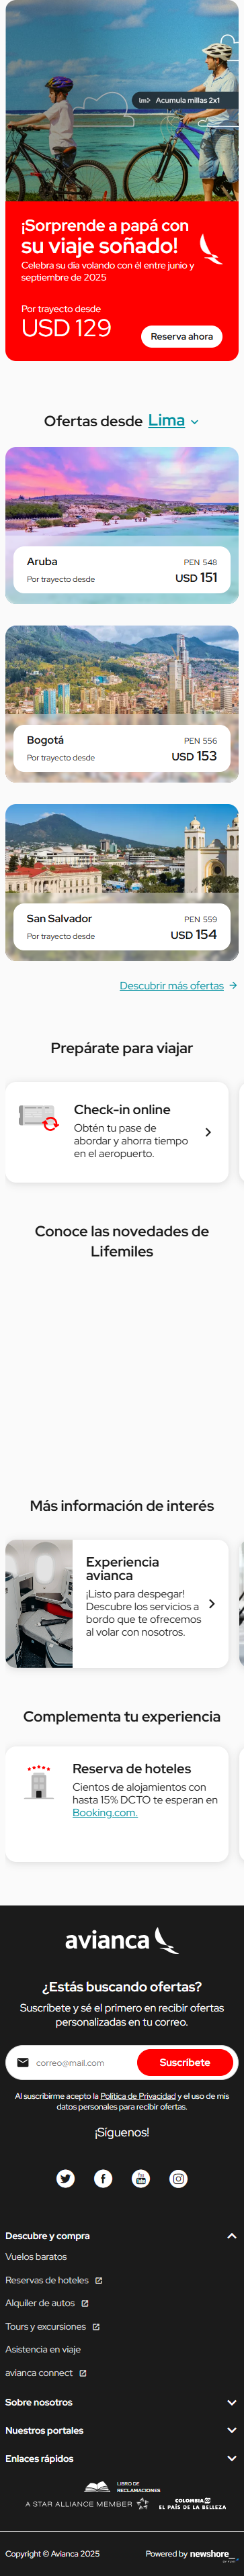 lm> Acumula millas 2x1
¡Sorprende a papá con
su viaje soñado!
Celebra su día volando con él entre junio y
septiembre de 2025
Por trayecto desde
USD 129
Reserva ahora
Ofertas desde Lima
Aruba
PEN 548
Por trayecto desde
USD 151
Bogotá
PEN 556
Por trayecto desde
USD 153
San Salvador
PEN 559
Por trayecto desde
USD 154
Descubrir más ofertas
Prepárate para viajar
Check-in online
Obtén tu pase de
abordar y ahorra tiempo
en el aeropuerto.
Conoce las novedades de
Lifemiles
Más información de interés
Experiencia
avianca
¡Listo para despegar!
Descubre los servicios a
bordo que te ofrecemos
al volar con nosotros.
Complementa tu experiencia
Reserva de hoteles
Cientos de alojamientos con
hasta 15% DCTO te esperan en
Booking.com.
avianca
¿Estás buscando ofertas?
Suscríbete y sé el primero en recibir ofertas
personalizadas en tu correo.
correo@mail.com
Suscríbete
Al suscribirme acepto la Política de Privacidad y el uso de mis
datos personales para recibir ofertas.
¡Síguenos!
You
Tube
Descubre y compra
Vuelos baratos
Reservas de hoteles
Alquiler de autos
Tours y excursiones
Asistencia en viaje
avianca connect
Sobre nosotros
Nuestros portales
Enlaces rápidos
LIBRO DE
RECLAMACIONES
A STAR ALLIANCE MEMBER
COLOMBIA
EL PAÍS DE LA BELLEZA
Copyright © Avianca 2025
Powered by newshore